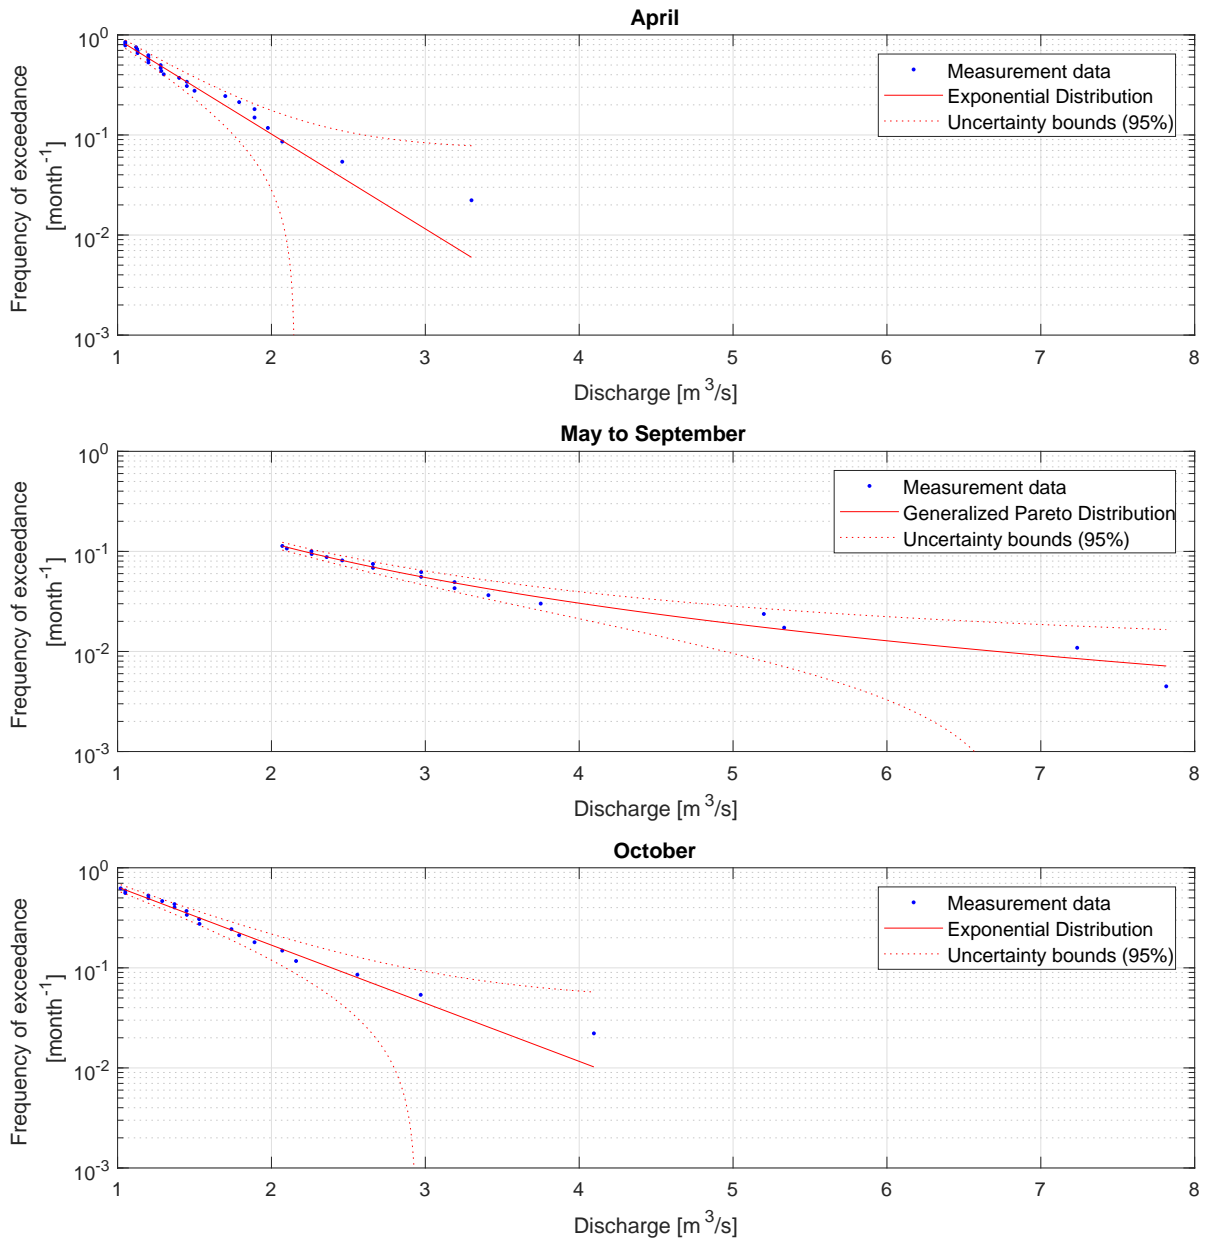 April
10^0
10^-1
10^-2
10^-3
Frequency of exceedance
[month^-1]
Measurement data
Exponential Distribution
Uncertainty bounds (95%)
1 2 3 4 5 6 7 8
Discharge [m^3/s]
May to September
10^0
10^-1
10^-2
10^-3
Frequency of exceedance
[month^-1]
Measurement data
Generalized Pareto Distribution
Uncertainty bounds (95%)
1 2 3 4 5 6 7 8
Discharge [m^3/s]
October
10^0
10^-1
10^-2
10^-3
Frequency of exceedance
[month^-1]
Measurement data
Exponential Distribution
Uncertainty bounds (95%)
1 2 3 4 5 6 7 8
Discharge [m^3/s]